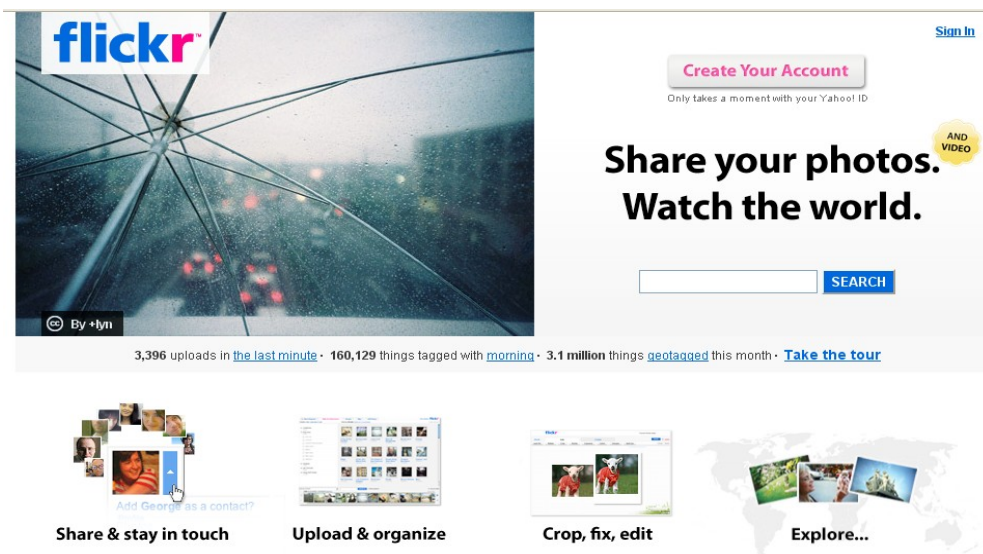 flickr™
Sign In
Create Your Account
Only takes a moment with your Yahoo! ID
AND
VIDEO
Share your photos.
Watch the world.
SEARCH
cc By +lyn
3,396 uploads in the last minute · 160,129 things tagged with morning · 3.1 million things geotagged this month · Take the tour
Add George as a contact?
flickr
Share & stay in touch
Upload & organize
Crop, fix, edit
Explore...